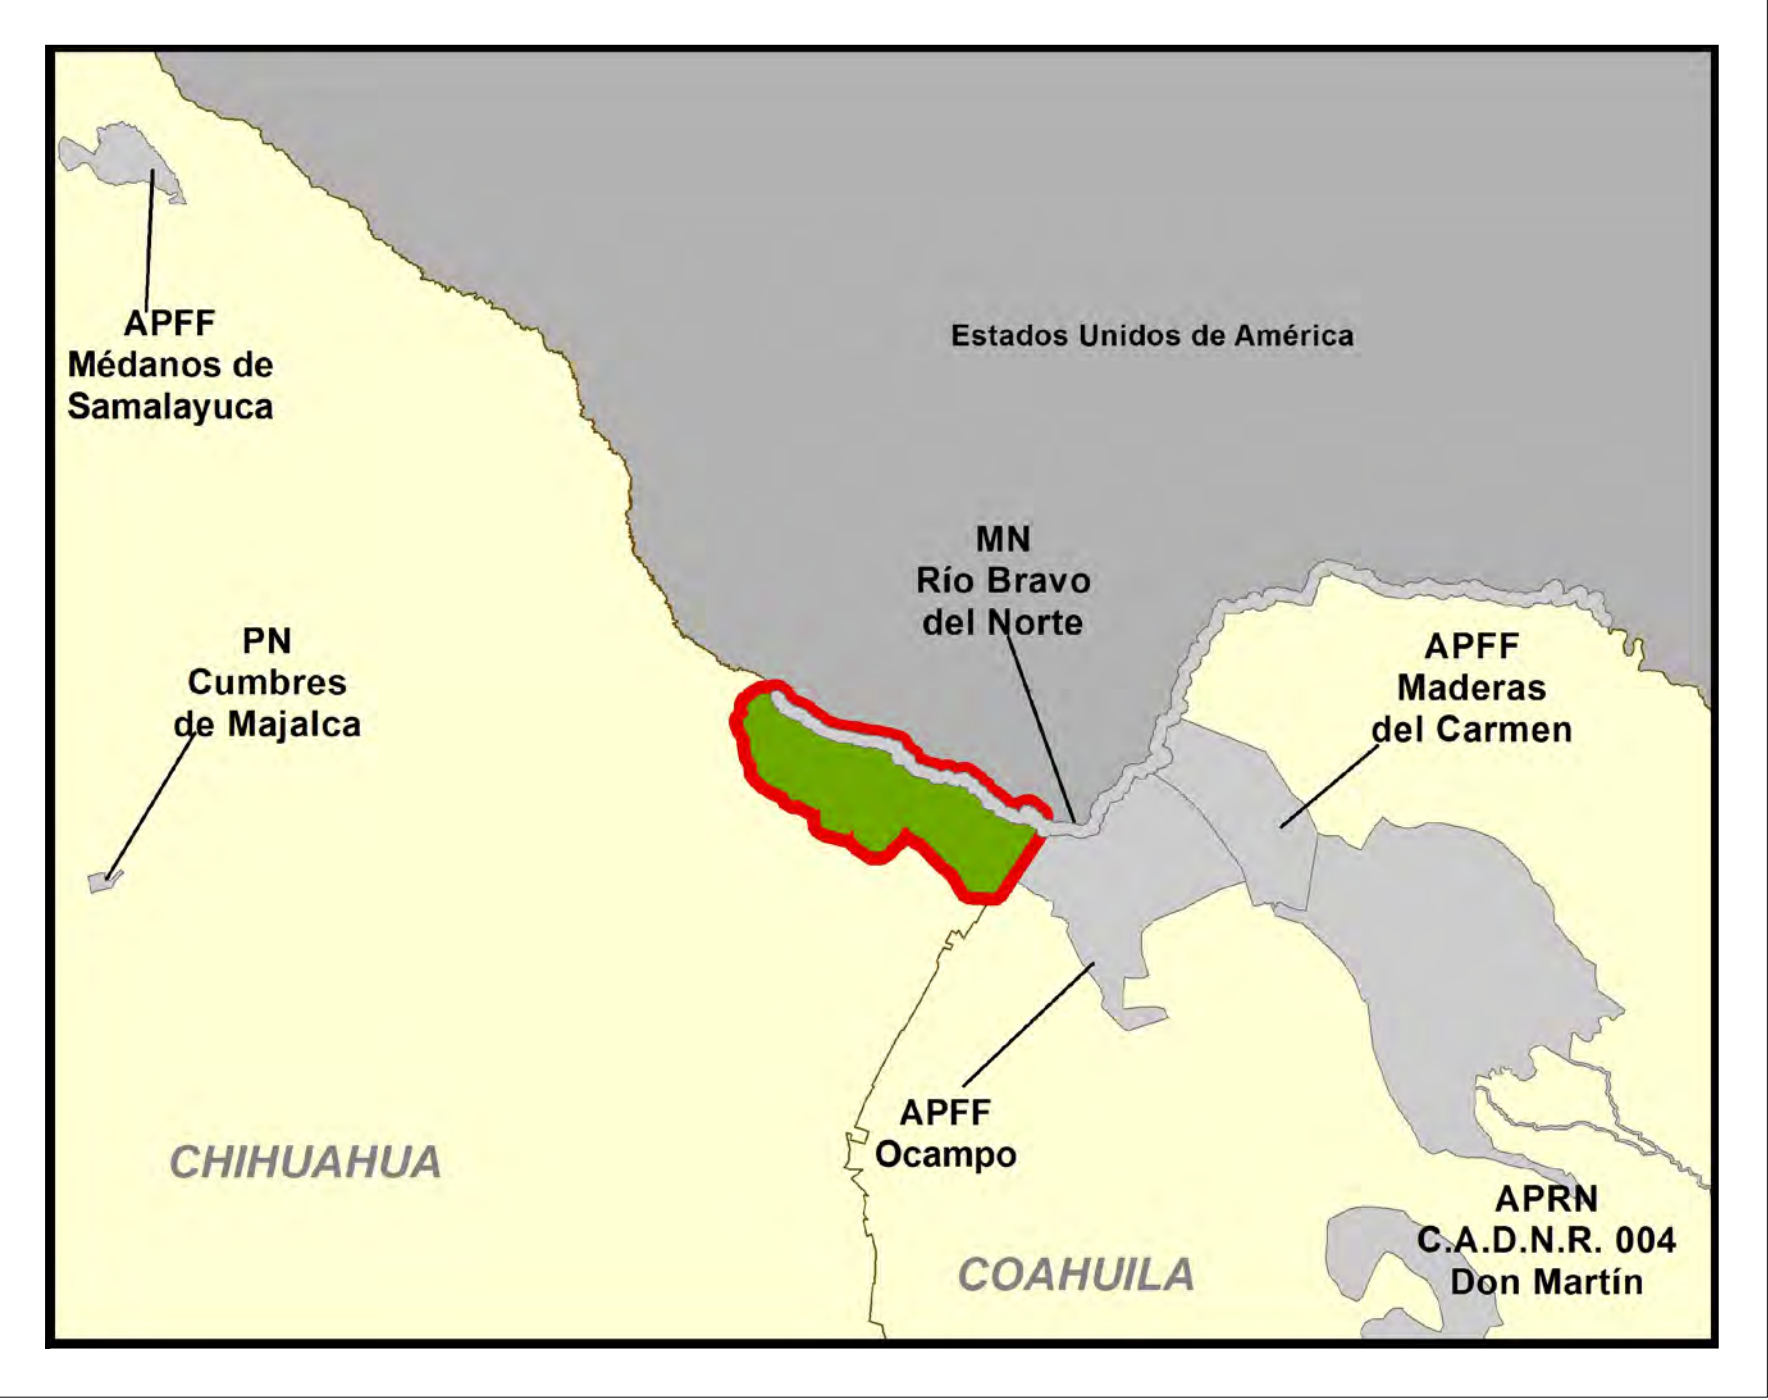 APFF
Médanos de
Samalayuca
Estados Unidos de América
MN
Río Bravo
del Norte
PN
Cumbres
de Majalca
APFF
Maderas
del Carmen
APFF
Ocampo
CHIHUAHUA
COAHUILA
APRN
C.A.D.N.R. 004
Don Martín